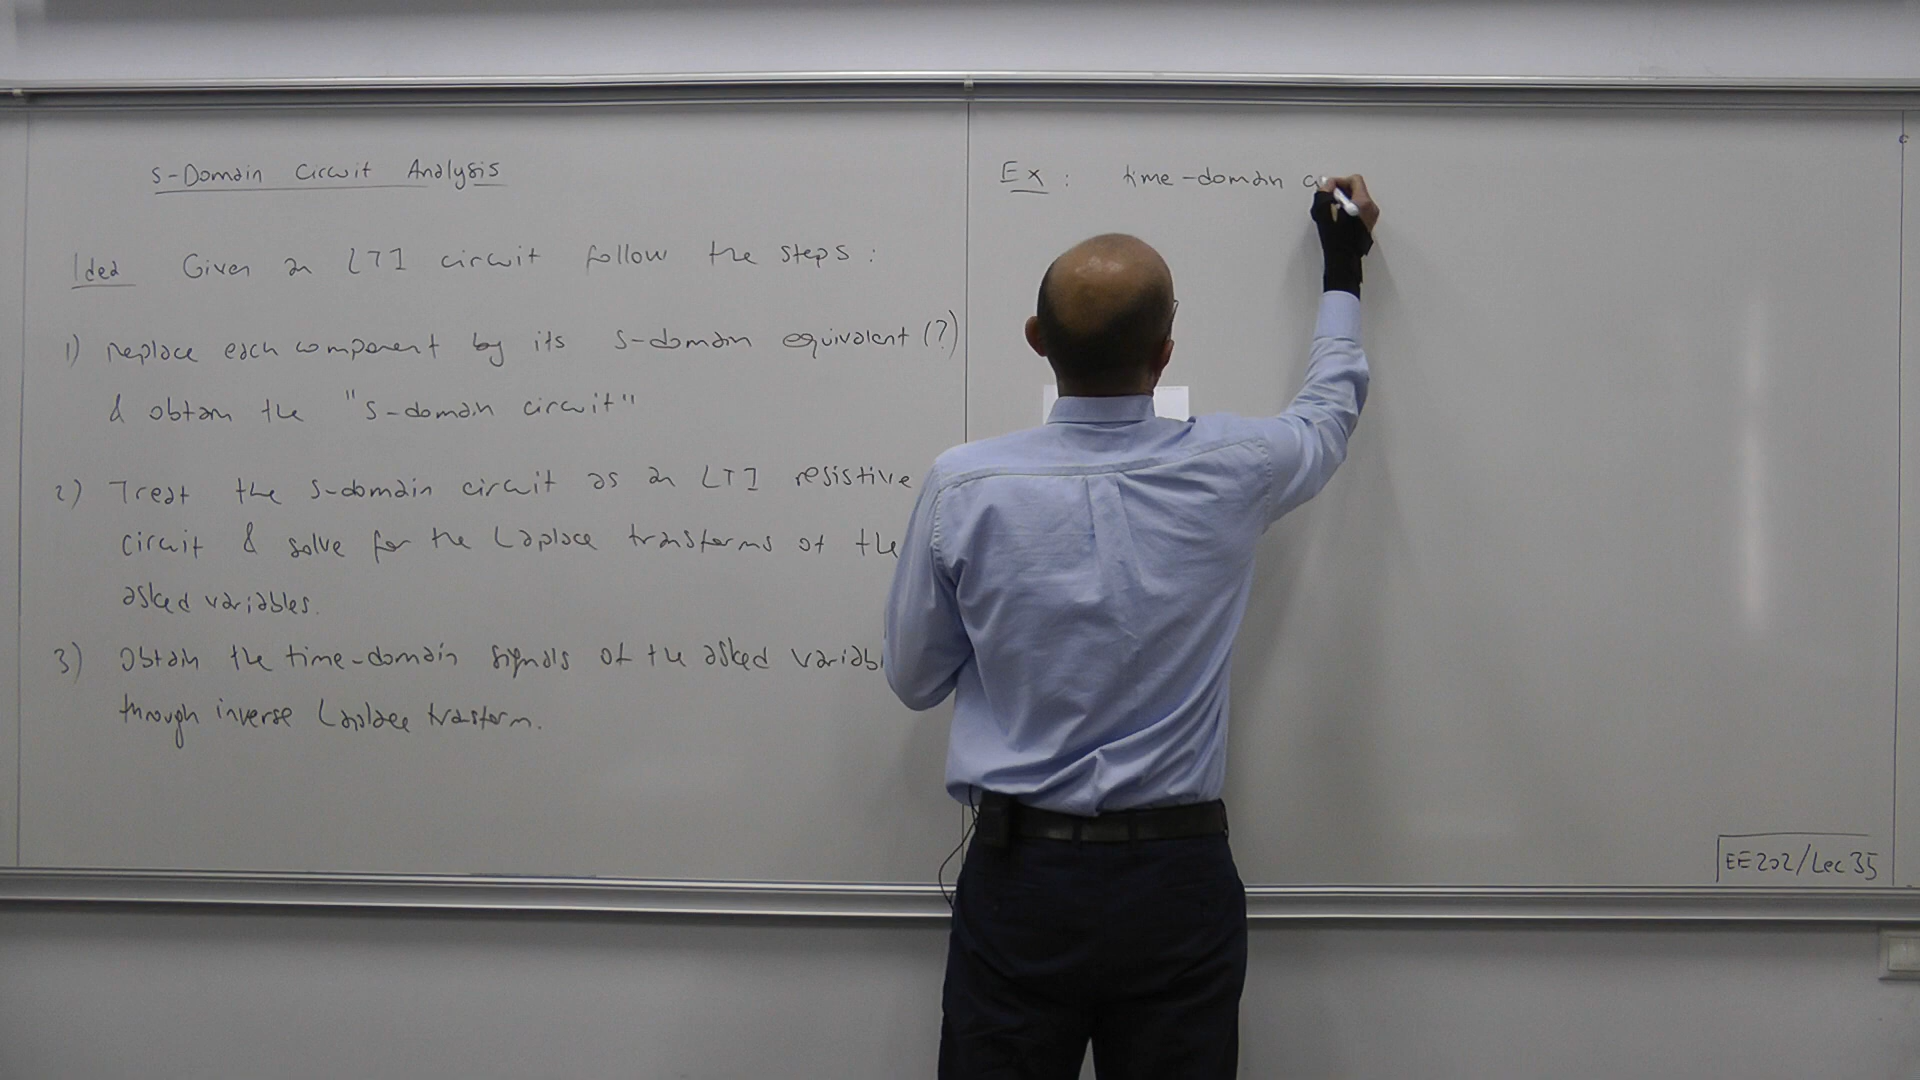 S-Domain Circuit Analysis
Idea Given an LTI circuit follow the steps :
1) replace each component by its s-domain equivalent (?)
& obtain the "s-domain circuit"
2) Treat the s-domain circuit as an LTI resistive
circuit & solve for the Laplace transforms of the
asked variables.
3) Obtain the time-domain signals of the asked variabl
through inverse Laplace trasform.
Ex : time-domain c
EE202/Lec 35